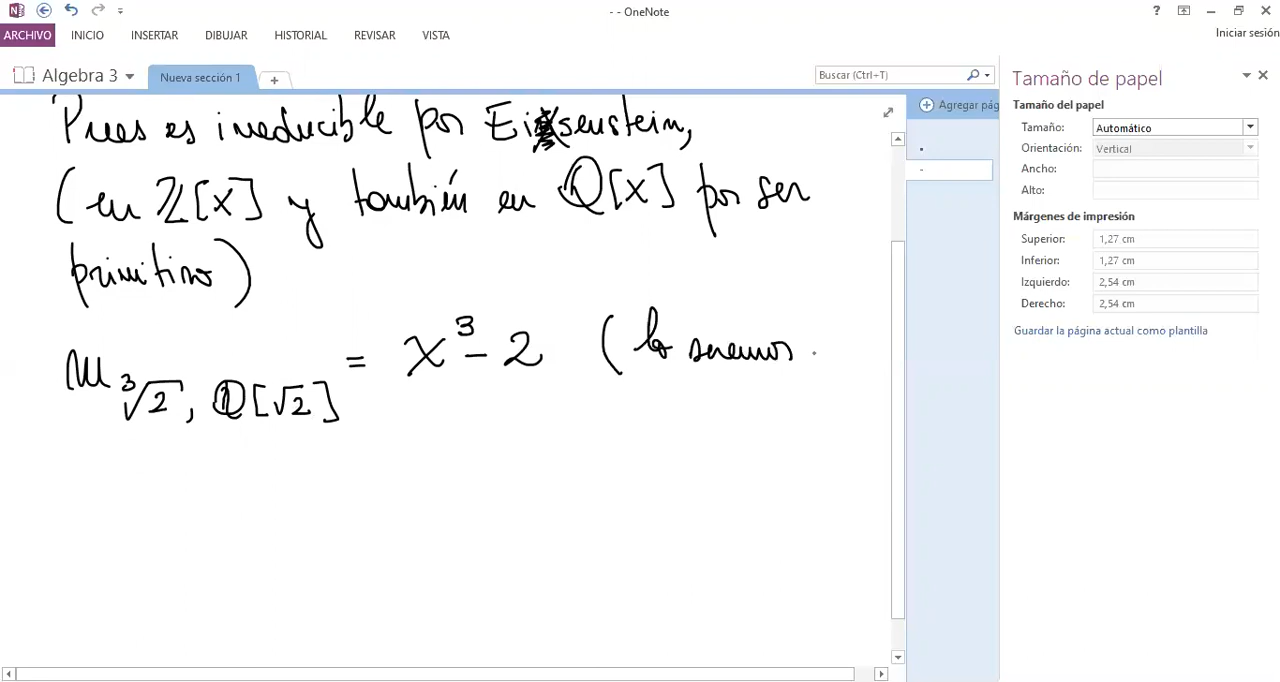 - - OneNote
ARCHIVO INICIO INSERTAR DIBUJAR HISTORIAL REVISAR VISTA
Iniciar sesión
Algebra 3
Nueva sección 1
Buscar (Ctrl+T)
Agregar pág
Pues es irreducible por Eisenstein,
(en ℤ[x] y también en ℚ[x] por ser
primitivo)
m ∛2, ℚ[√2] = x³ - 2 (lo
Tamaño de papel
Tamaño del papel
Tamaño: Automático
Orientación: Vertical
Ancho:
Alto:
Márgenes de impresión
Superior: 1,27 cm
Inferior: 1,27 cm
Izquierdo: 2,54 cm
Derecho: 2,54 cm
Guardar la página actual como plantilla